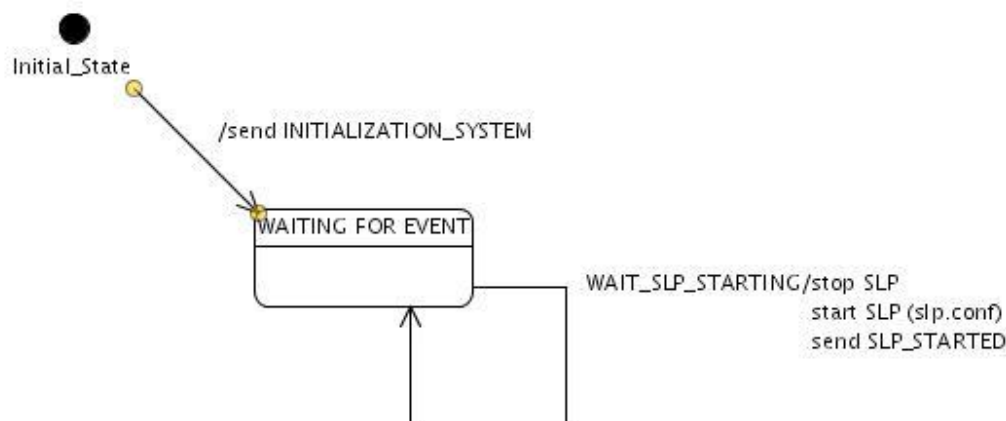 Initial_State
/send INITIALIZATION_SYSTEM
WAITING FOR EVENT
WAIT_SLP_STARTING/stop SLP
start SLP (slp.conf)
send SLP_STARTED